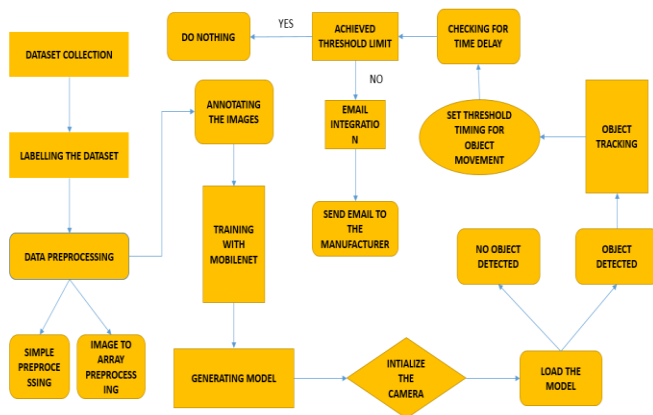 DATASET COLLECTION
LABELLING THE DATASET
DATA PREPROCESSING
SIMPLE
PREPROCE
SSING
IMAGE TO
ARRAY
PREPROCESS
ING
ANNOTATING
THE IMAGES
TRAINING
WITH
MOBILENET
GENERATING MODEL
INTIALIZE
THE
CAMERA
LOAD THE
MODEL
NO OBJECT
DETECTED
OBJECT
DETECTED
OBJECT
TRACKING
SET THRESHOLD
TIMING FOR
OBJECT
MOVEMENT
CHECKING FOR
TIME DELAY
ACHIEVED
THRESHOLD LIMIT
YES
DO NOTHING
NO
EMAIL
INTEGRATIO
N
SEND EMAIL TO
THE
MANUFACTURER